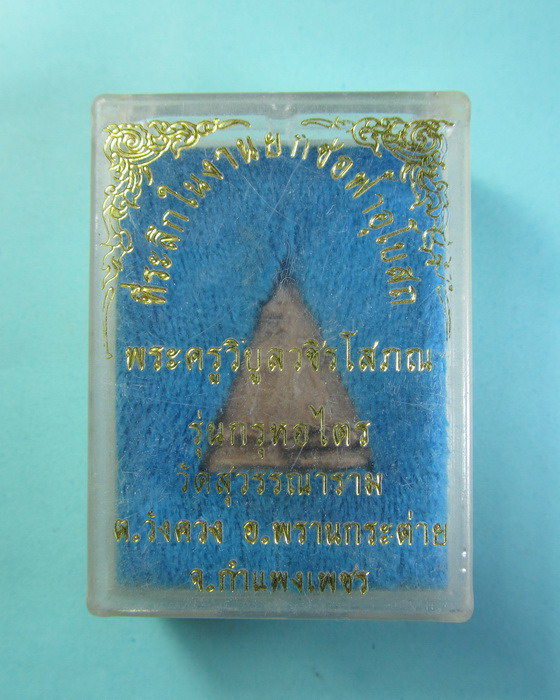 ที่ระลึกในงานยกช่อฟ้าอุโบสถ
พระครูวิบูลวชิรโสภณ
รุ่นกรุหอไตร
วัดสุวรรณาราม
ต.วังควง อ.พรานกระต่าย
จ.กำแพงเพชร